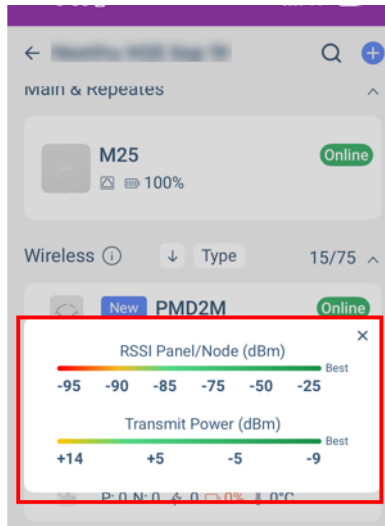 Main & Repeates
M25
Online
100%
Wireless
Type
15/75
New PMD2M
Online
RSSI Panel/Node (dBm)
Best
-95 -90 -85 -75 -50 -25
Transmit Power (dBm)
Best
+14 +5 -5 -9
P: 0 N: 0 0 0% 0°C